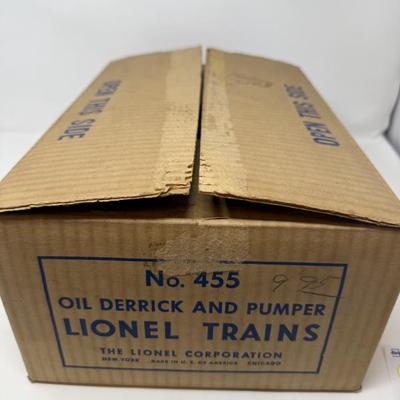 OPEN THIS SIDE
OPEN THIS SIDE
No. 455
9 95
OIL DERRICK AND PUMPER
LIONEL TRAINS
THE LIONEL CORPORATION
NEW YORK MADE IN U. S. OF AMERICA CHICAGO